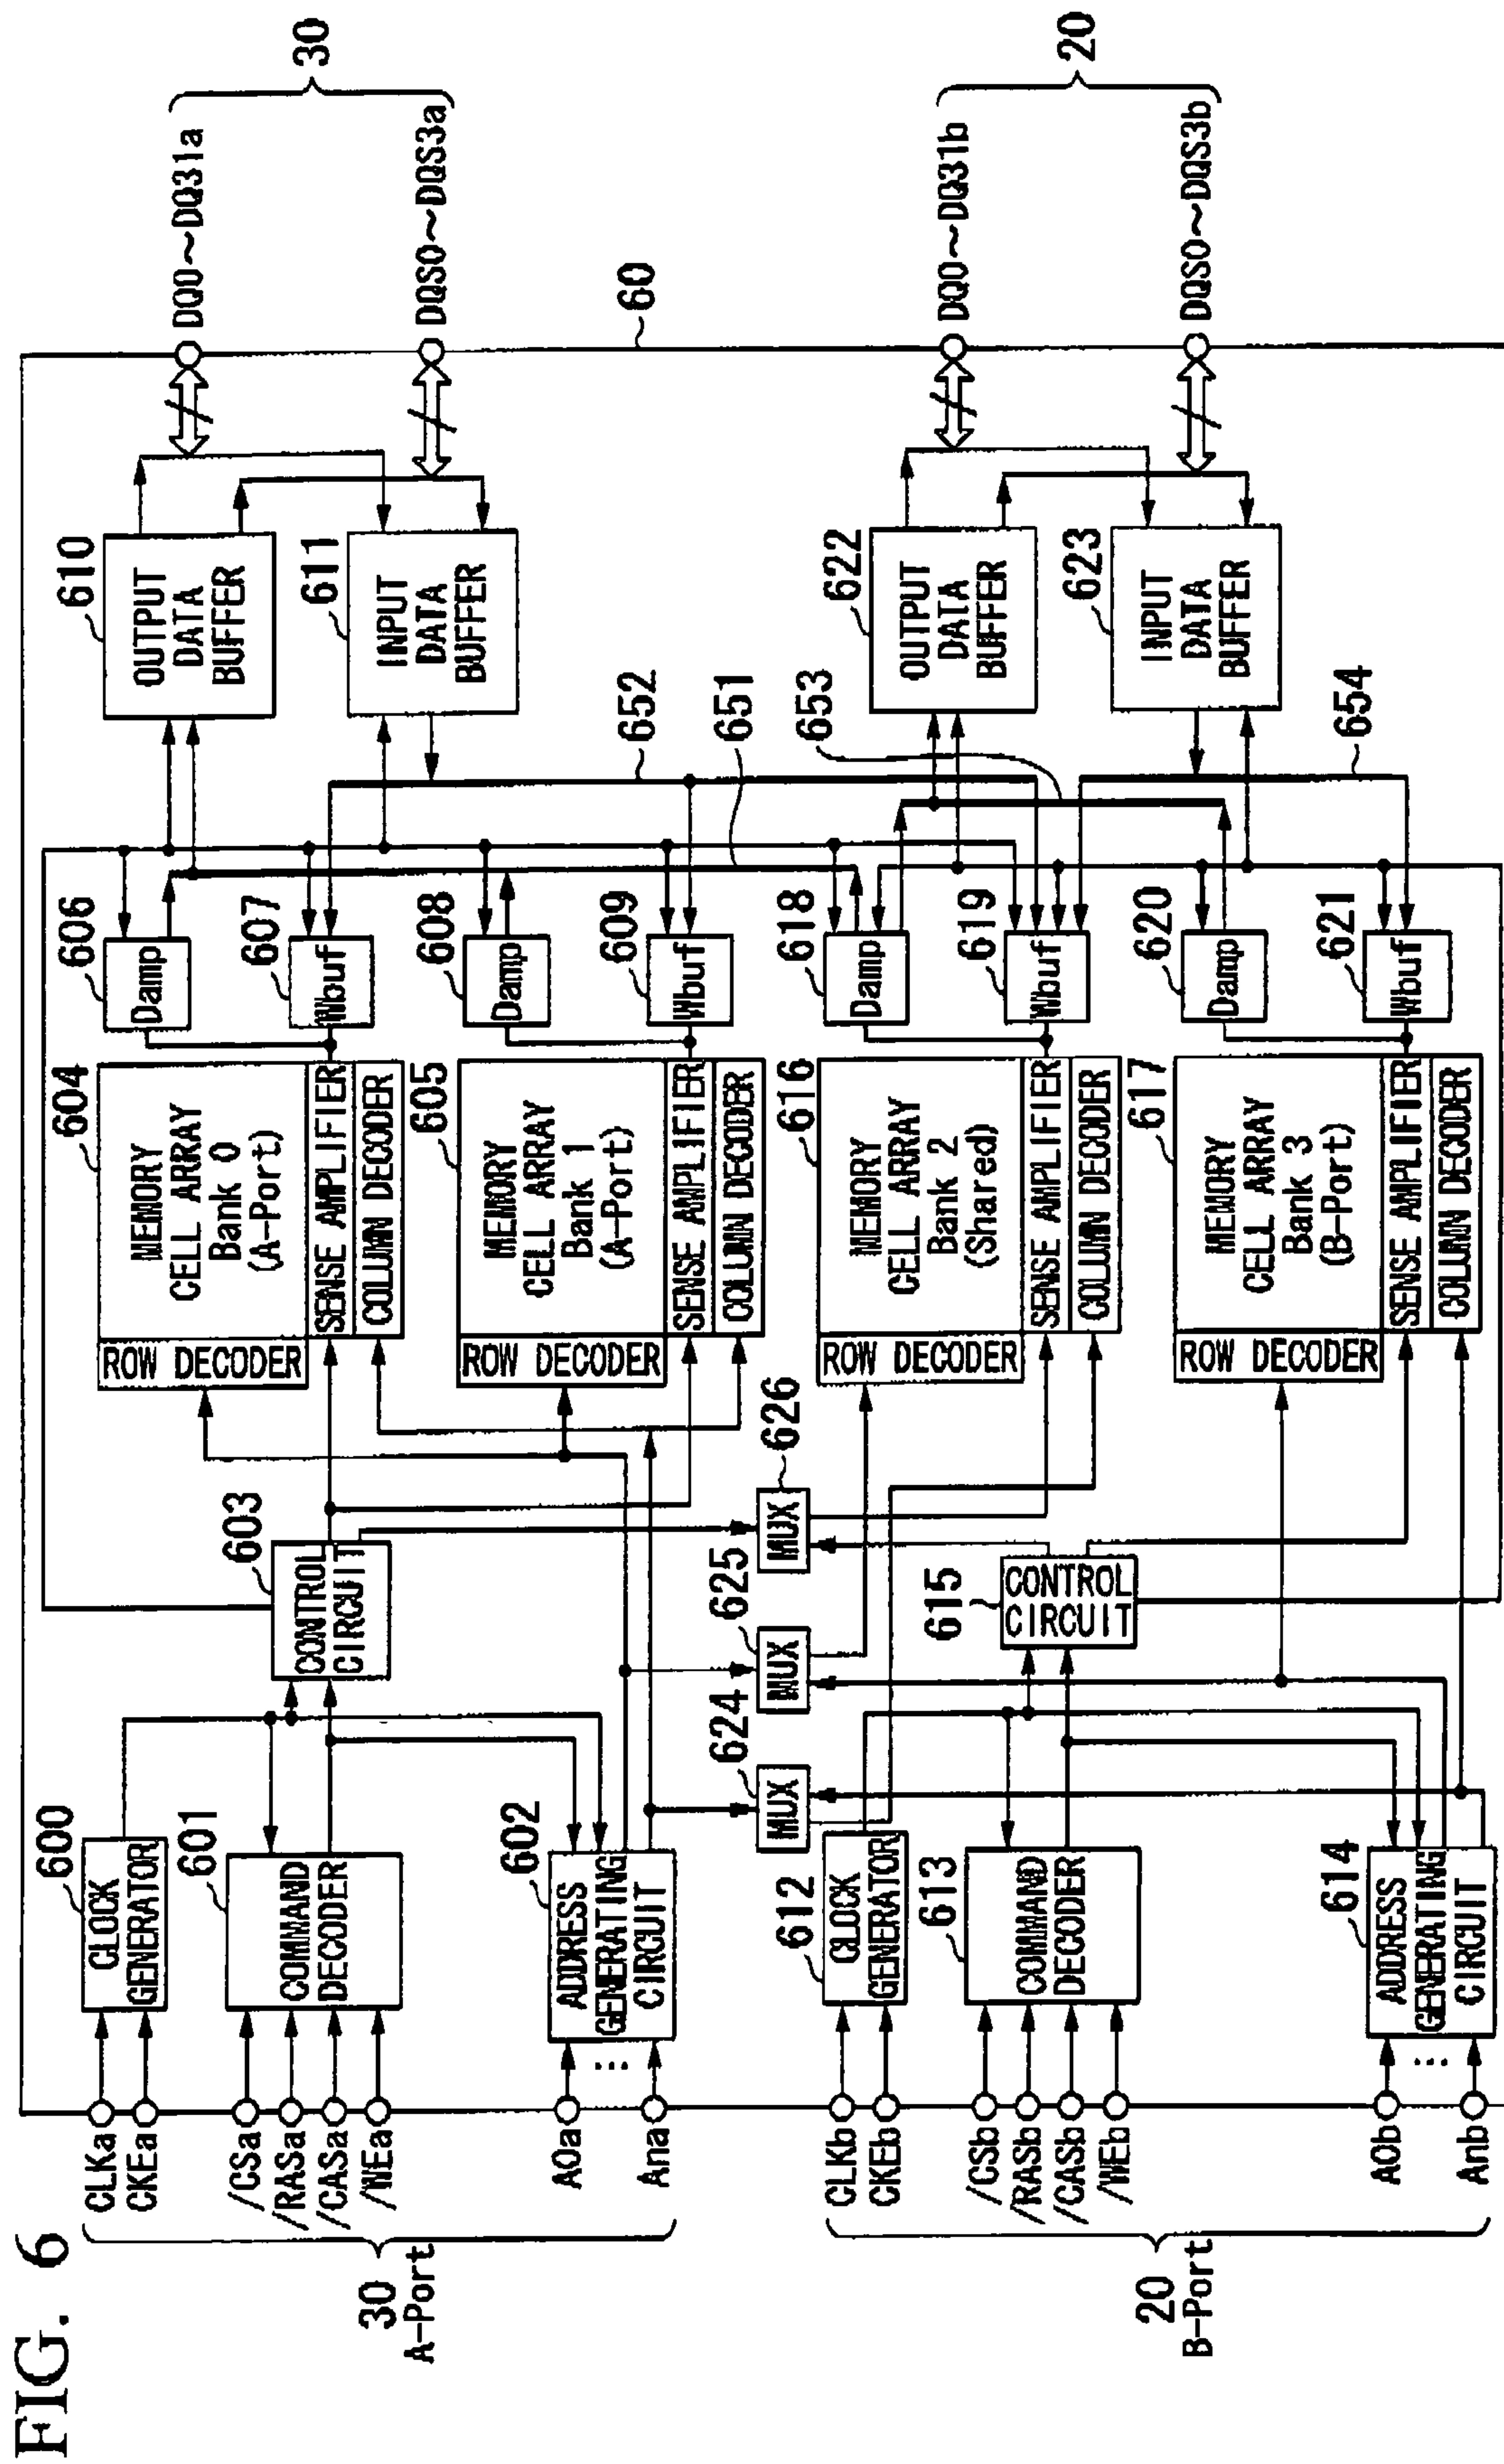 FIG. 6
30
A-Port
CLKa
CKEa
/CSa
/RASa
/CASa
/WEa
A0a
Ana
20
B-Port
CLKb
CKEb
/CSb
/RASb
/CASb
/WEb
A0b
Anb
600
CLOCK
GENERATOR
601
COMMAND
DECODER
602
ADDRESS
GENERATING
CIRCUIT
603
CONTROL
CIRCUIT
612
CLOCK
GENERATOR
613
COMMAND
DECODER
614
ADDRESS
GENERATING
CIRCUIT
615
CONTROL
CIRCUIT
624
MUX
625
MUX
626
MUX
604
ROW DECODER
MEMORY
CELL ARRAY
Bank 0
(A-Port)
SENSE AMPLIFIER
COLUMN DECODER
605
ROW DECODER
MEMORY
CELL ARRAY
Bank 1
(A-Port)
SENSE AMPLIFIER
COLUMN DECODER
616
ROW DECODER
MEMORY
CELL ARRAY
Bank 2
(Shared)
SENSE AMPLIFIER
COLUMN DECODER
617
ROW DECODER
MEMORY
CELL ARRAY
Bank 3
(B-Port)
SENSE AMPLIFIER
COLUMN DECODER
606
Damp
607
Wbuf
608
Damp
609
Wbuf
618
Damp
619
Wbuf
620
Damp
621
Wbuf
652
651
653
654
610
OUTPUT
DATA
BUFFER
611
INPUT
DATA
BUFFER
622
OUTPUT
DATA
BUFFER
623
INPUT
DATA
BUFFER
60
DQ0~DQ31a
DQS0~DQS3a
30
DQ0~DQ31b
DQS0~DQS3b
20